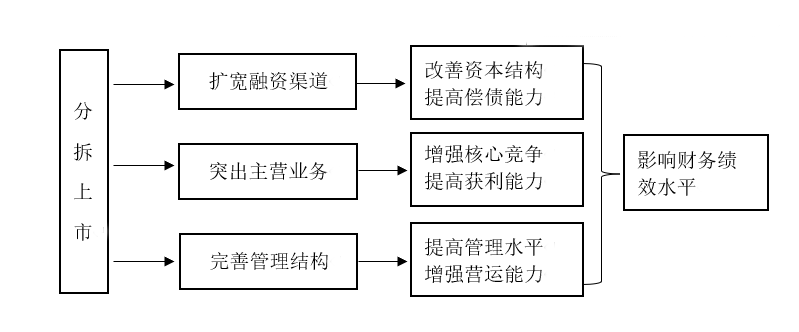 分
拆
上
市
扩宽融资渠道
改善资本结构
提高偿债能力
突出主营业务
增强核心竞争
提高获利能力
完善管理结构
提高管理水平
增强营运能力
影响财务绩
效水平